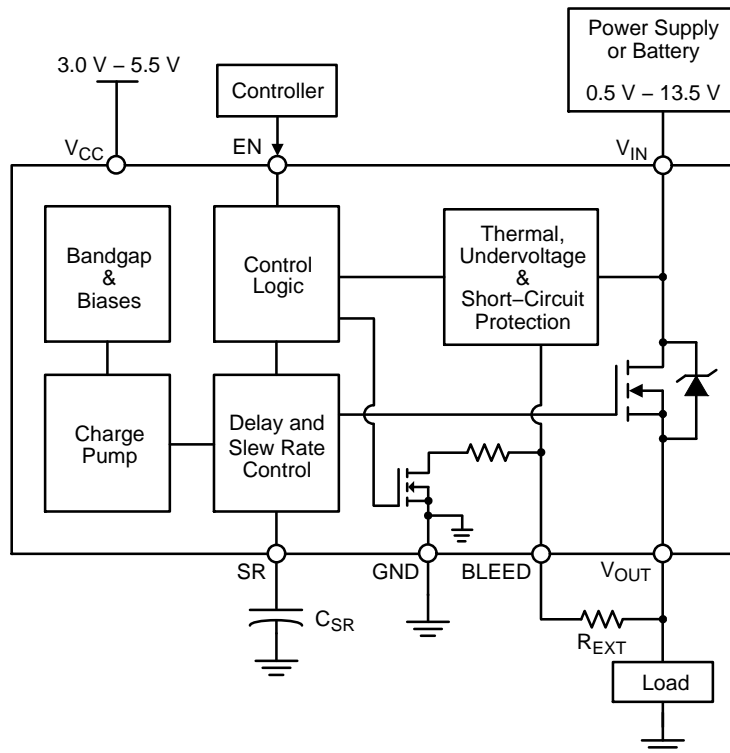 Power Supply
or Battery
0.5 V – 13.5 V
3.0 V – 5.5 V
Controller
VCC
EN
VIN
Bandgap
&
Biases
Control
Logic
Thermal,
Undervoltage
&
Short–Circuit
Protection
Charge
Pump
Delay and
Slew Rate
Control
SR
GND
BLEED
VOUT
CSR
REXT
Load